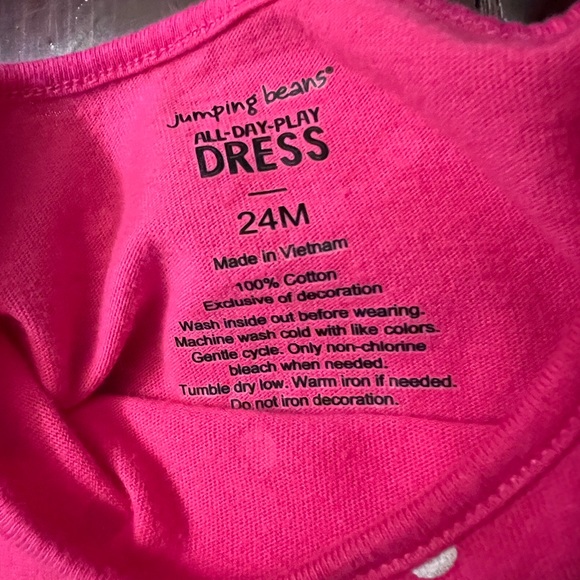 jumping beans®
ALL-DAY-PLAY
DRESS
24M
Made in Vietnam
100% Cotton
Exclusive of decoration
Wash inside out before wearing.
Machine wash cold with like colors.
Gentle cycle. Only non-chlorine
bleach when needed.
Tumble dry low. Warm iron if needed.
Do not iron decoration.